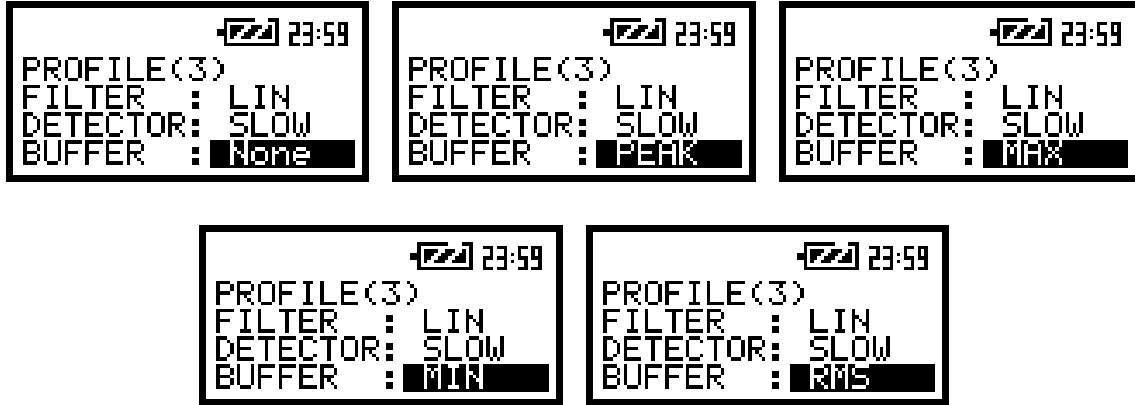 23:59
PROFILE(3)
FILTER : LIN
DETECTOR: SLOW
BUFFER : None
23:59
PROFILE(3)
FILTER : LIN
DETECTOR: SLOW
BUFFER : PEAK
23:59
PROFILE(3)
FILTER : LIN
DETECTOR: SLOW
BUFFER : MAX
23:59
PROFILE(3)
FILTER : LIN
DETECTOR: SLOW
BUFFER : MIN
23:59
PROFILE(3)
FILTER : LIN
DETECTOR: SLOW
BUFFER : RMS